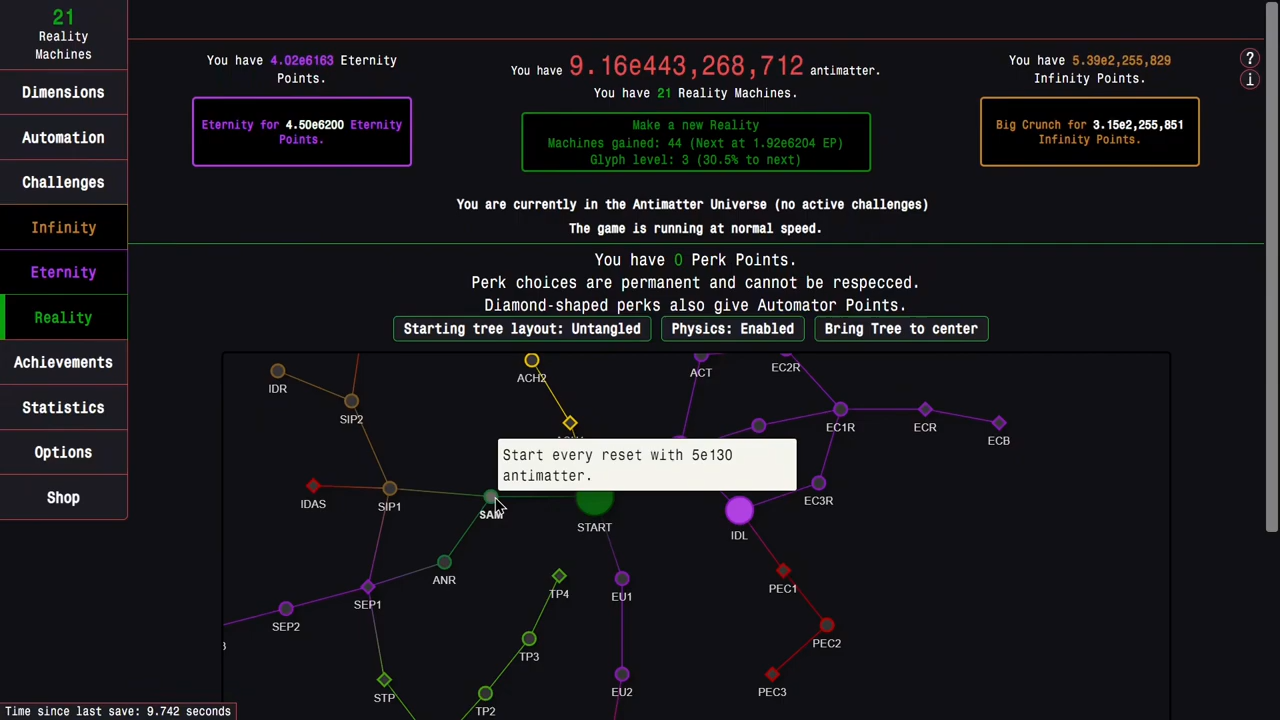 21
Reality
Machines
Dimensions
Automation
Challenges
Infinity
Eternity
Reality
Achievements
Statistics
Options
Shop
You have 4.02e6163 Eternity
Points.
Eternity for 4.50e6200 Eternity
Points.
You have 9.16e443,268,712 antimatter.
You have 21 Reality Machines.
Make a new Reality
Machines gained: 44 (Next at 1.92e6204 EP)
Glyph level: 3 (30.5% to next)
You have 5.39e2,255,829
Infinity Points.
Big Crunch for 3.15e2,255,851
Infinity Points.
?
i
You are currently in the Antimatter Universe (no active challenges)
The game is running at normal speed.
You have 0 Perk Points.
Perk choices are permanent and cannot be respecced.
Diamond-shaped perks also give Automator Points.
Starting tree layout: Untangled
Physics: Enabled
Bring Tree to center
IDR
ACH2
ACT
EC2R
SIP2
EC1R
ECR
ECB
Start every reset with 5e130
antimatter.
IDAS
SIP1
SAM
START
IDL
EC3R
ANR
TP4
EU1
PEC1
SEP1
SEP2
TP3
PEC2
STP
TP2
EU2
PEC3
Time since last save: 9.742 seconds